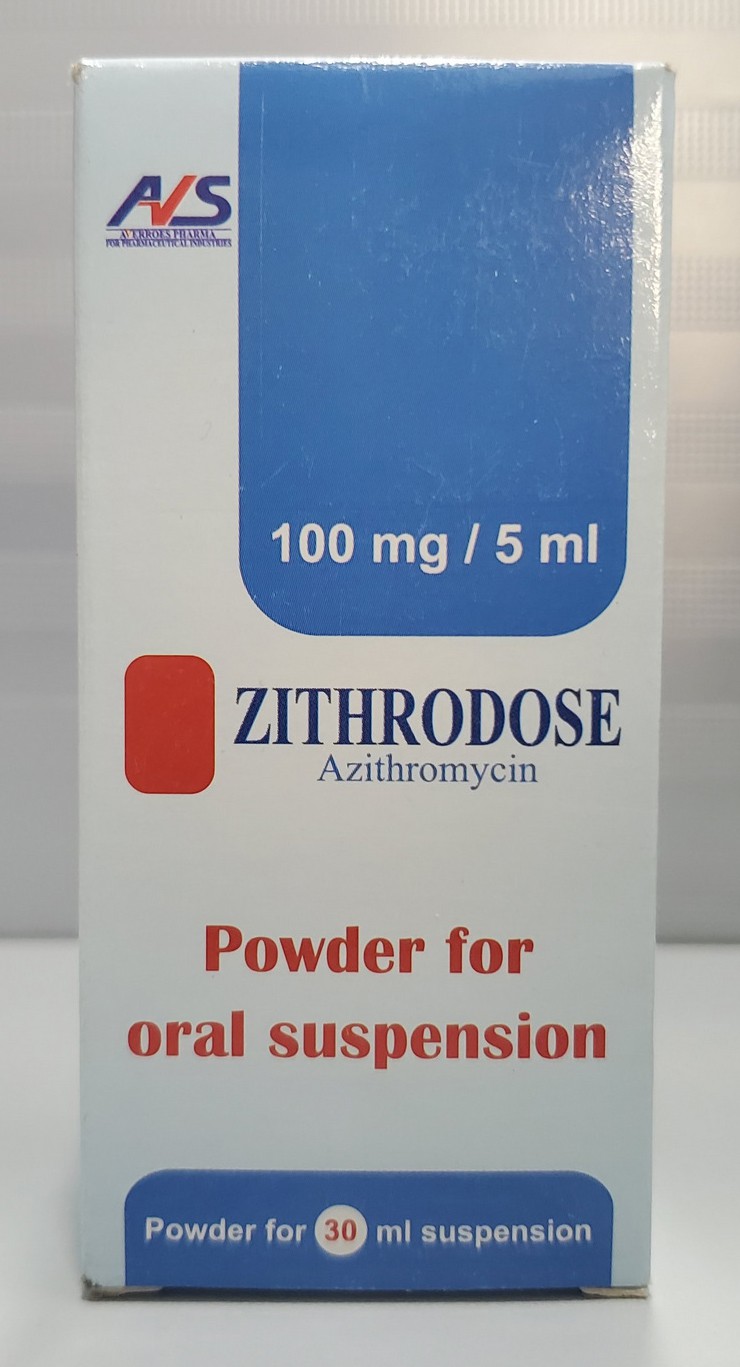 AVS
AVERROES PHARMA
FOR PHARMACEUTICAL INDUSTRIES
100 mg / 5 ml
ZITHRODOSE
Azithromycin
Powder for
oral suspension
Powder for 30 ml suspension